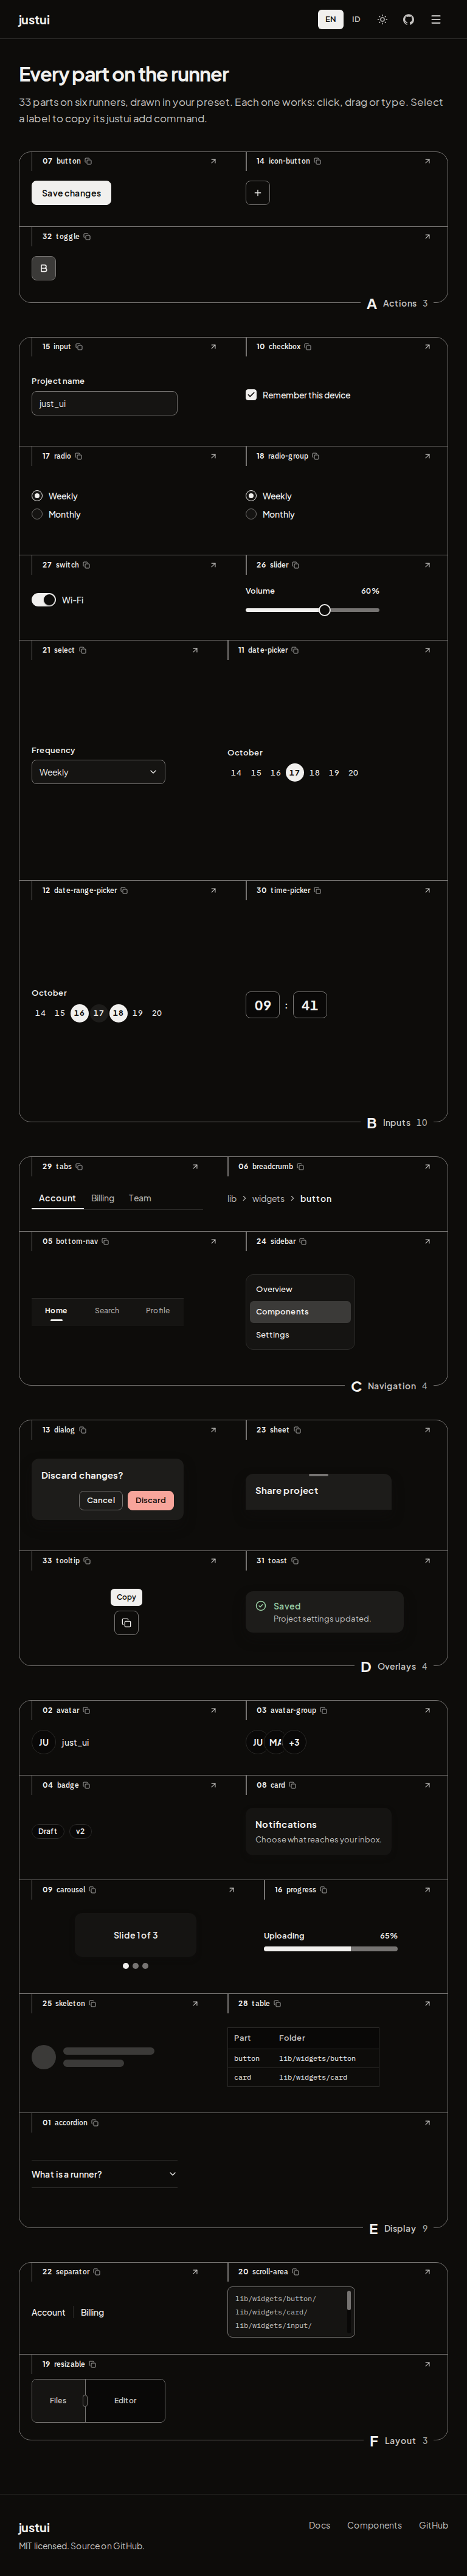 justui
EN ID
Every part on the runner
33 parts on six runners, drawn in your preset. Each one works: click, drag or type. Select
a label to copy its justui add command.
07 button
14 icon-button
Save changes
32 toggle
B
A Actions 3
15 input
10 checkbox
Project name
just_ui
Remember this device
17 radio
18 radio-group
Weekly
Monthly
Weekly
Monthly
27 switch
26 slider
Wi-Fi
Volume 60%
21 select
11 date-picker
Frequency
Weekly
October
14 15 16 17 18 19 20
12 date-range-picker
30 time-picker
October
14 15 16 17 18 19 20
09 : 41
B Inputs 10
29 tabs
06 breadcrumb
Account Billing Team
lib > widgets > button
05 bottom-nav
24 sidebar
Home Search Profile
Overview
Components
Settings
C Navigation 4
13 dialog
23 sheet
Discard changes?
Cancel Discard
Share project
33 tooltip
31 toast
Copy
Saved
Project settings updated.
D Overlays 4
02 avatar
03 avatar-group
JU just_ui
JU MA +3
04 badge
08 card
Draft v2
Notifications
Choose what reaches your inbox.
09 carousel
16 progress
Slide 1 of 3
Uploading 65%
25 skeleton
28 table
Part Folder
button lib/widgets/button
card lib/widgets/card
01 accordion
What is a runner?
E Display 9
22 separator
20 scroll-area
Account Billing
lib/widgets/button/
lib/widgets/card/
lib/widgets/input/
19 resizable
Files Editor
F Layout 3
justui
Docs Components GitHub
MIT licensed. Source on GitHub.